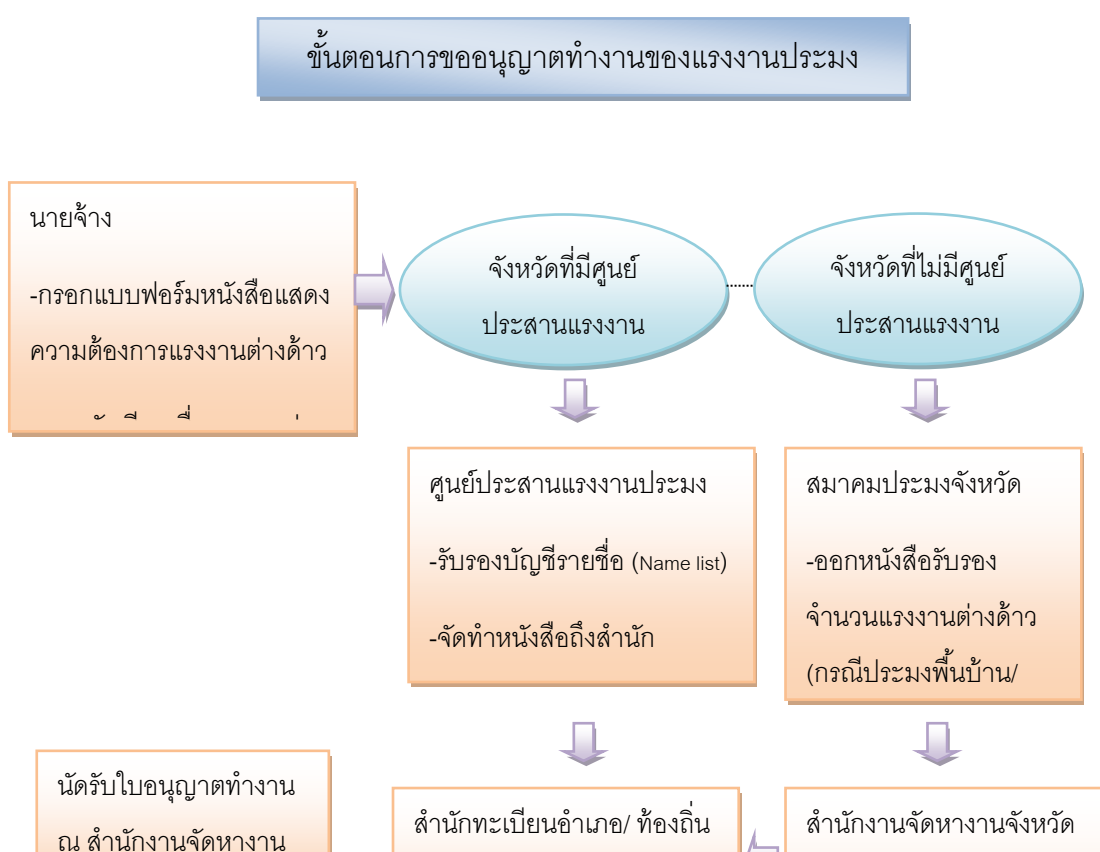 ขั้นตอนการขออนุญาตทำงานของแรงงานประมง
นายจ้าง
-กรอกแบบฟอร์มหนังสือแสดง
ความต้องการแรงงานต่างด้าว
จังหวัดที่มีศูนย์
ประสานแรงงาน
จังหวัดที่ไม่มีศูนย์
ประสานแรงงาน
ศูนย์ประสานแรงงานประมง
-รับรองบัญชีรายชื่อ (Name list)
-จัดทำหนังสือถึงสำนัก
สมาคมประมงจังหวัด
-ออกหนังสือรับรอง
จำนวนแรงงานต่างด้าว
(กรณีประมงพื้นบ้าน/
นัดรับใบอนุญาตทำงาน
ณ สำนักงานจัดหางาน
สำนักทะเบียนอำเภอ/ ท้องถิ่น
สำนักงานจัดหางานจังหวัด